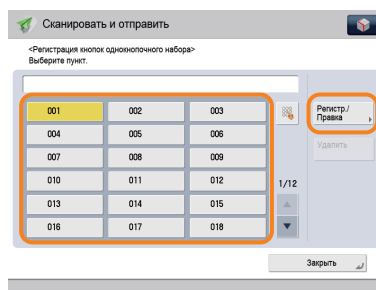 Сканировать и отправить
<Регистрация кнопок однокнопочного набора>
Выберите пункт.
001 002 003
004 005 006
007 008 009
010 011 012
013 014 015
016 017 018
1/12
Регистр./
Правка
Удалить
Закрыть